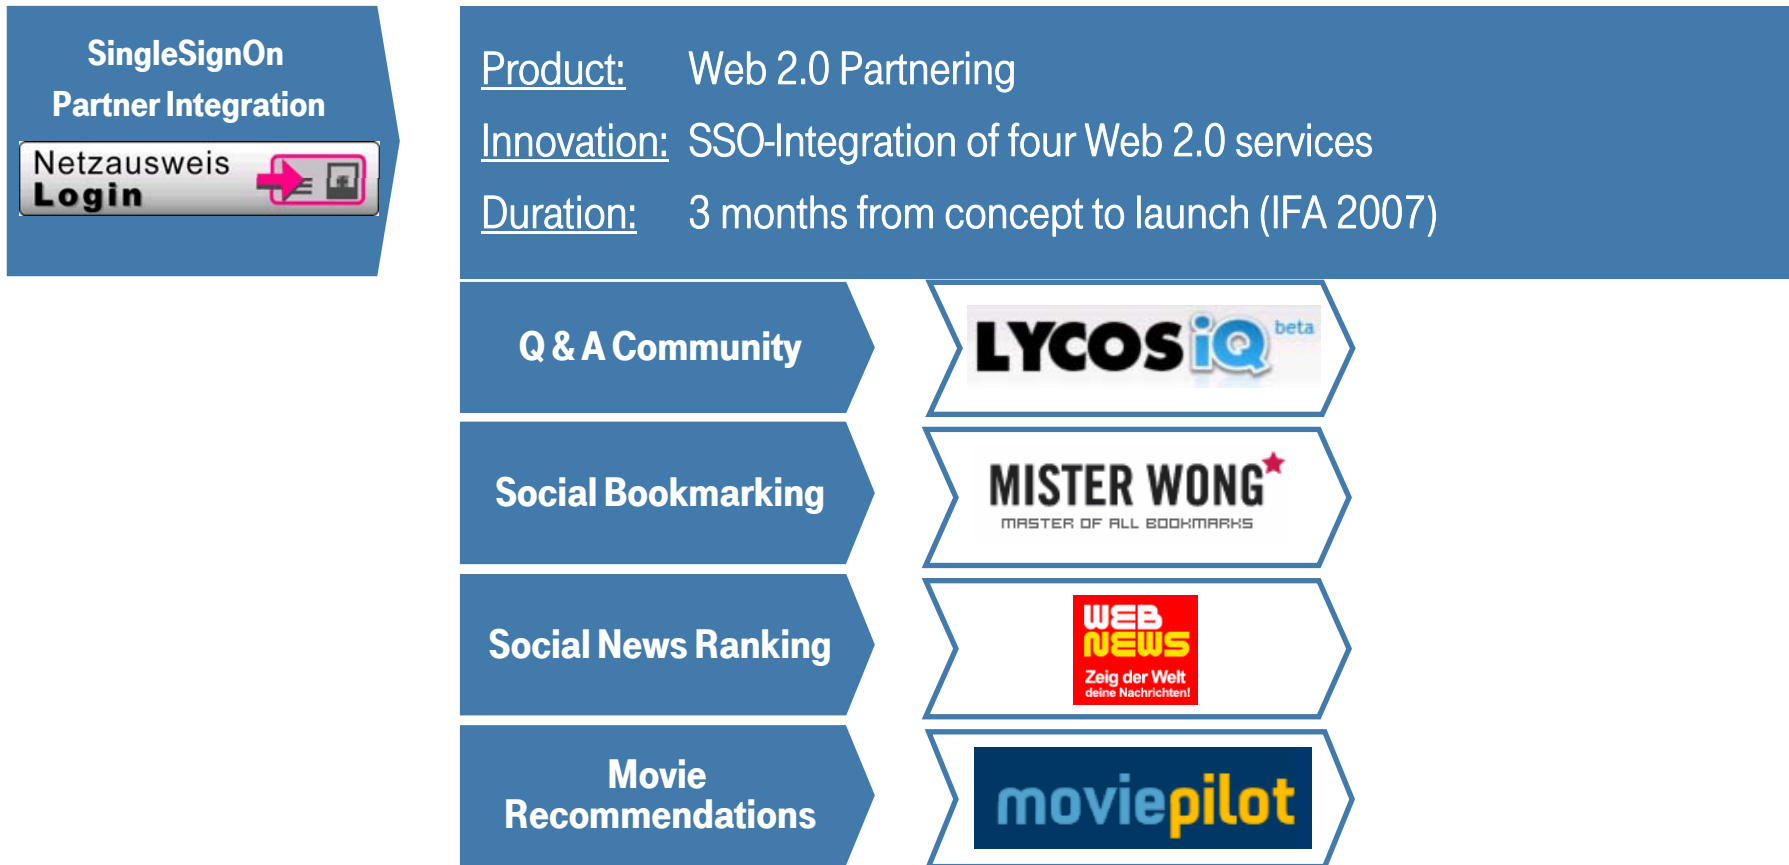 SingleSignOn
Partner Integration
Netzausweis
Login
Product: Web 2.0 Partnering
Innovation: SSO-Integration of four Web 2.0 services
Duration: 3 months from concept to launch (IFA 2007)
Q & A Community
LYCOS iQ beta
Social Bookmarking
MISTER WONG
MASTER OF ALL BOOKMARKS
Social News Ranking
WEB
NEWS
Zeig der Welt
deine Nachrichten!
Movie
Recommendations
moviepilot